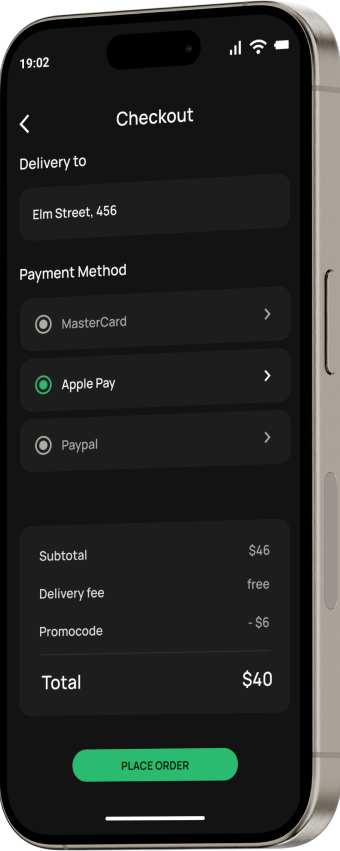 19:02
Checkout
Delivery to
Elm Street, 456
Payment Method
MasterCard
Apple Pay
Paypal
Subtotal $46
Delivery fee free
Promocode - $6
Total $40
PLACE ORDER